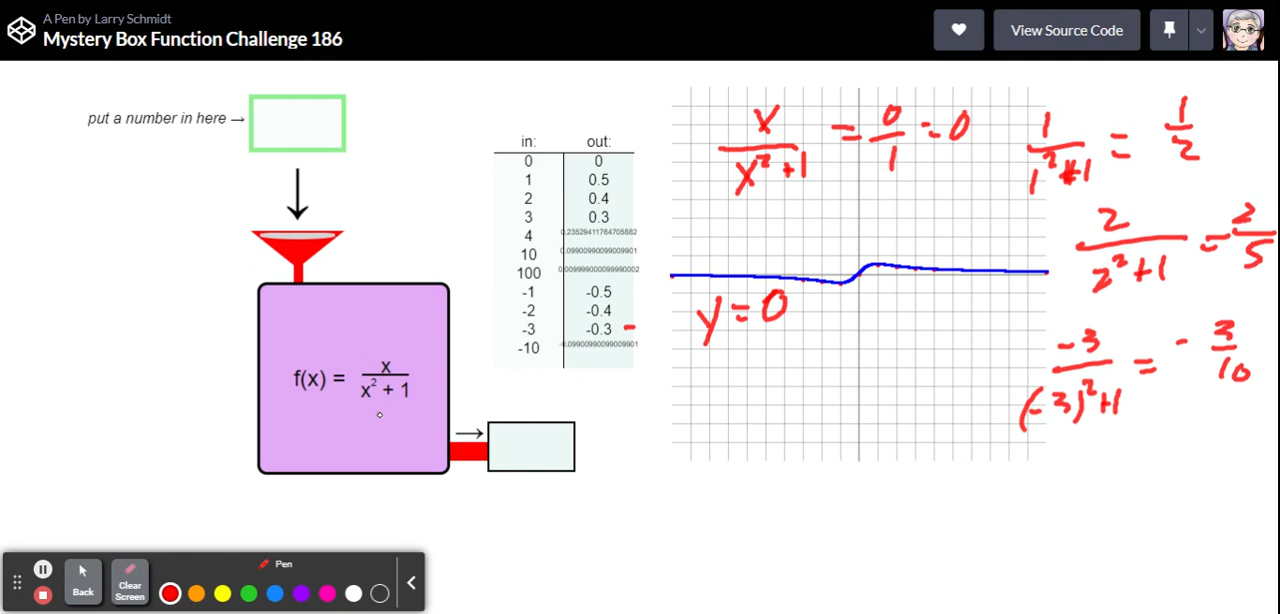 A Pen by Larry Schmidt
Mystery Box Function Challenge 186
View Source Code
put a number in here →
in: out:
0 0
1 0.5
2 0.4
3 0.3
4 0.23529411764705882
10 0.09900990099009901
100 0.009999000099990002
-1 -0.5
-2 -0.4
-3 -0.3
-10 -0.09900990099009901
f(x) = x / (x² + 1)
x / (x² + 1) = 0/1 = 0
1 / (1² + 1) = 1/2
2 / (2² + 1) = 2/5
y = 0
-3 / ((-3)² + 1) = - 3/10
Pen
Back
Clear
Screen